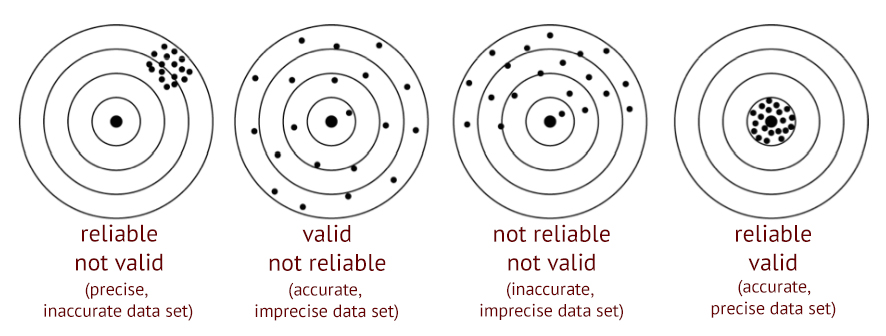 reliable
not valid
(precise,
inaccurate data set)
valid
not reliable
(accurate,
imprecise data set)
not reliable
not valid
(inaccurate,
imprecise data set)
reliable
valid
(accurate,
precise data set)